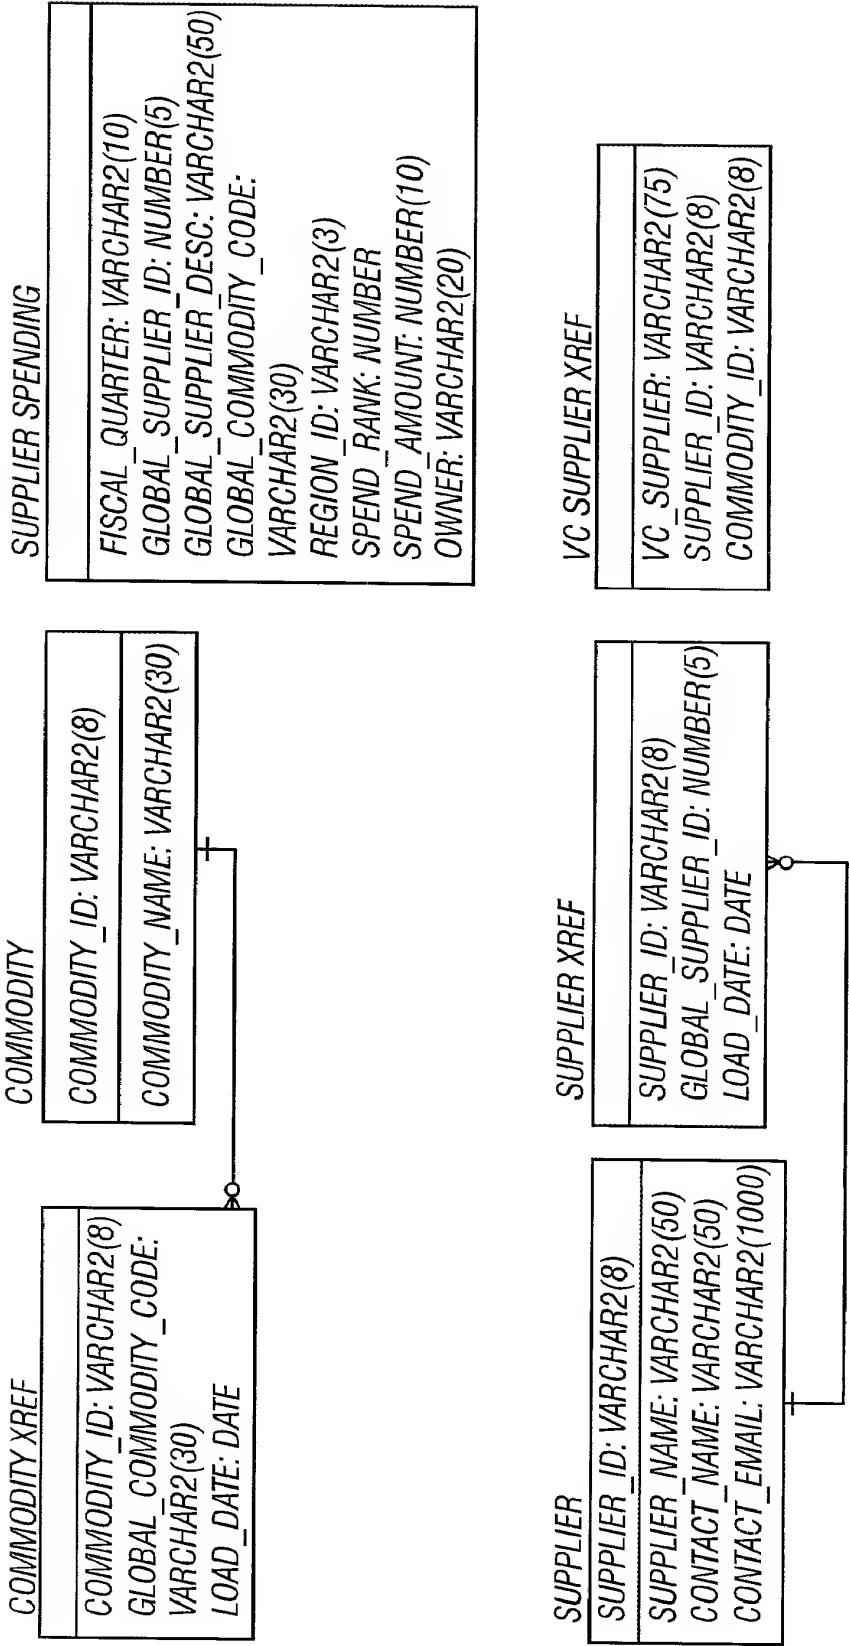 COMMODITY XREF
COMMODITY_ID: VARCHAR2(8)
GLOBAL_COMMODITY_CODE:
VARCHAR2(30)
LOAD_DATE: DATE
COMMODITY
COMMODITY_ID: VARCHAR2(8)
COMMODITY_NAME: VARCHAR2(30)
SUPPLIER SPENDING
FISCAL_QUARTER: VARCHAR2(10)
GLOBAL_SUPPLIER_ID: NUMBER(5)
GLOBAL_SUPPLIER_DESC: VARCHAR2(50)
GLOBAL_COMMODITY_CODE:
VARCHAR2(30)
REGION_ID: VARCHAR2(3)
SPEND_RANK: NUMBER
SPEND_AMOUNT: NUMBER(10)
OWNER: VARCHAR2(20)
SUPPLIER
SUPPLIER_ID: VARCHAR2(8)
SUPPLIER_NAME: VARCHAR2(50)
CONTACT_NAME: VARCHAR2(50)
CONTACT_EMAIL: VARCHAR2(1000)
SUPPLIER XREF
SUPPLIER_ID: VARCHAR2(8)
GLOBAL_SUPPLIER_ID: NUMBER(5)
LOAD_DATE: DATE
VC SUPPLIER XREF
VC_SUPPLIER: VARCHAR2(75)
SUPPLIER_ID: VARCHAR2(8)
COMMODITY_ID: VARCHAR2(8)